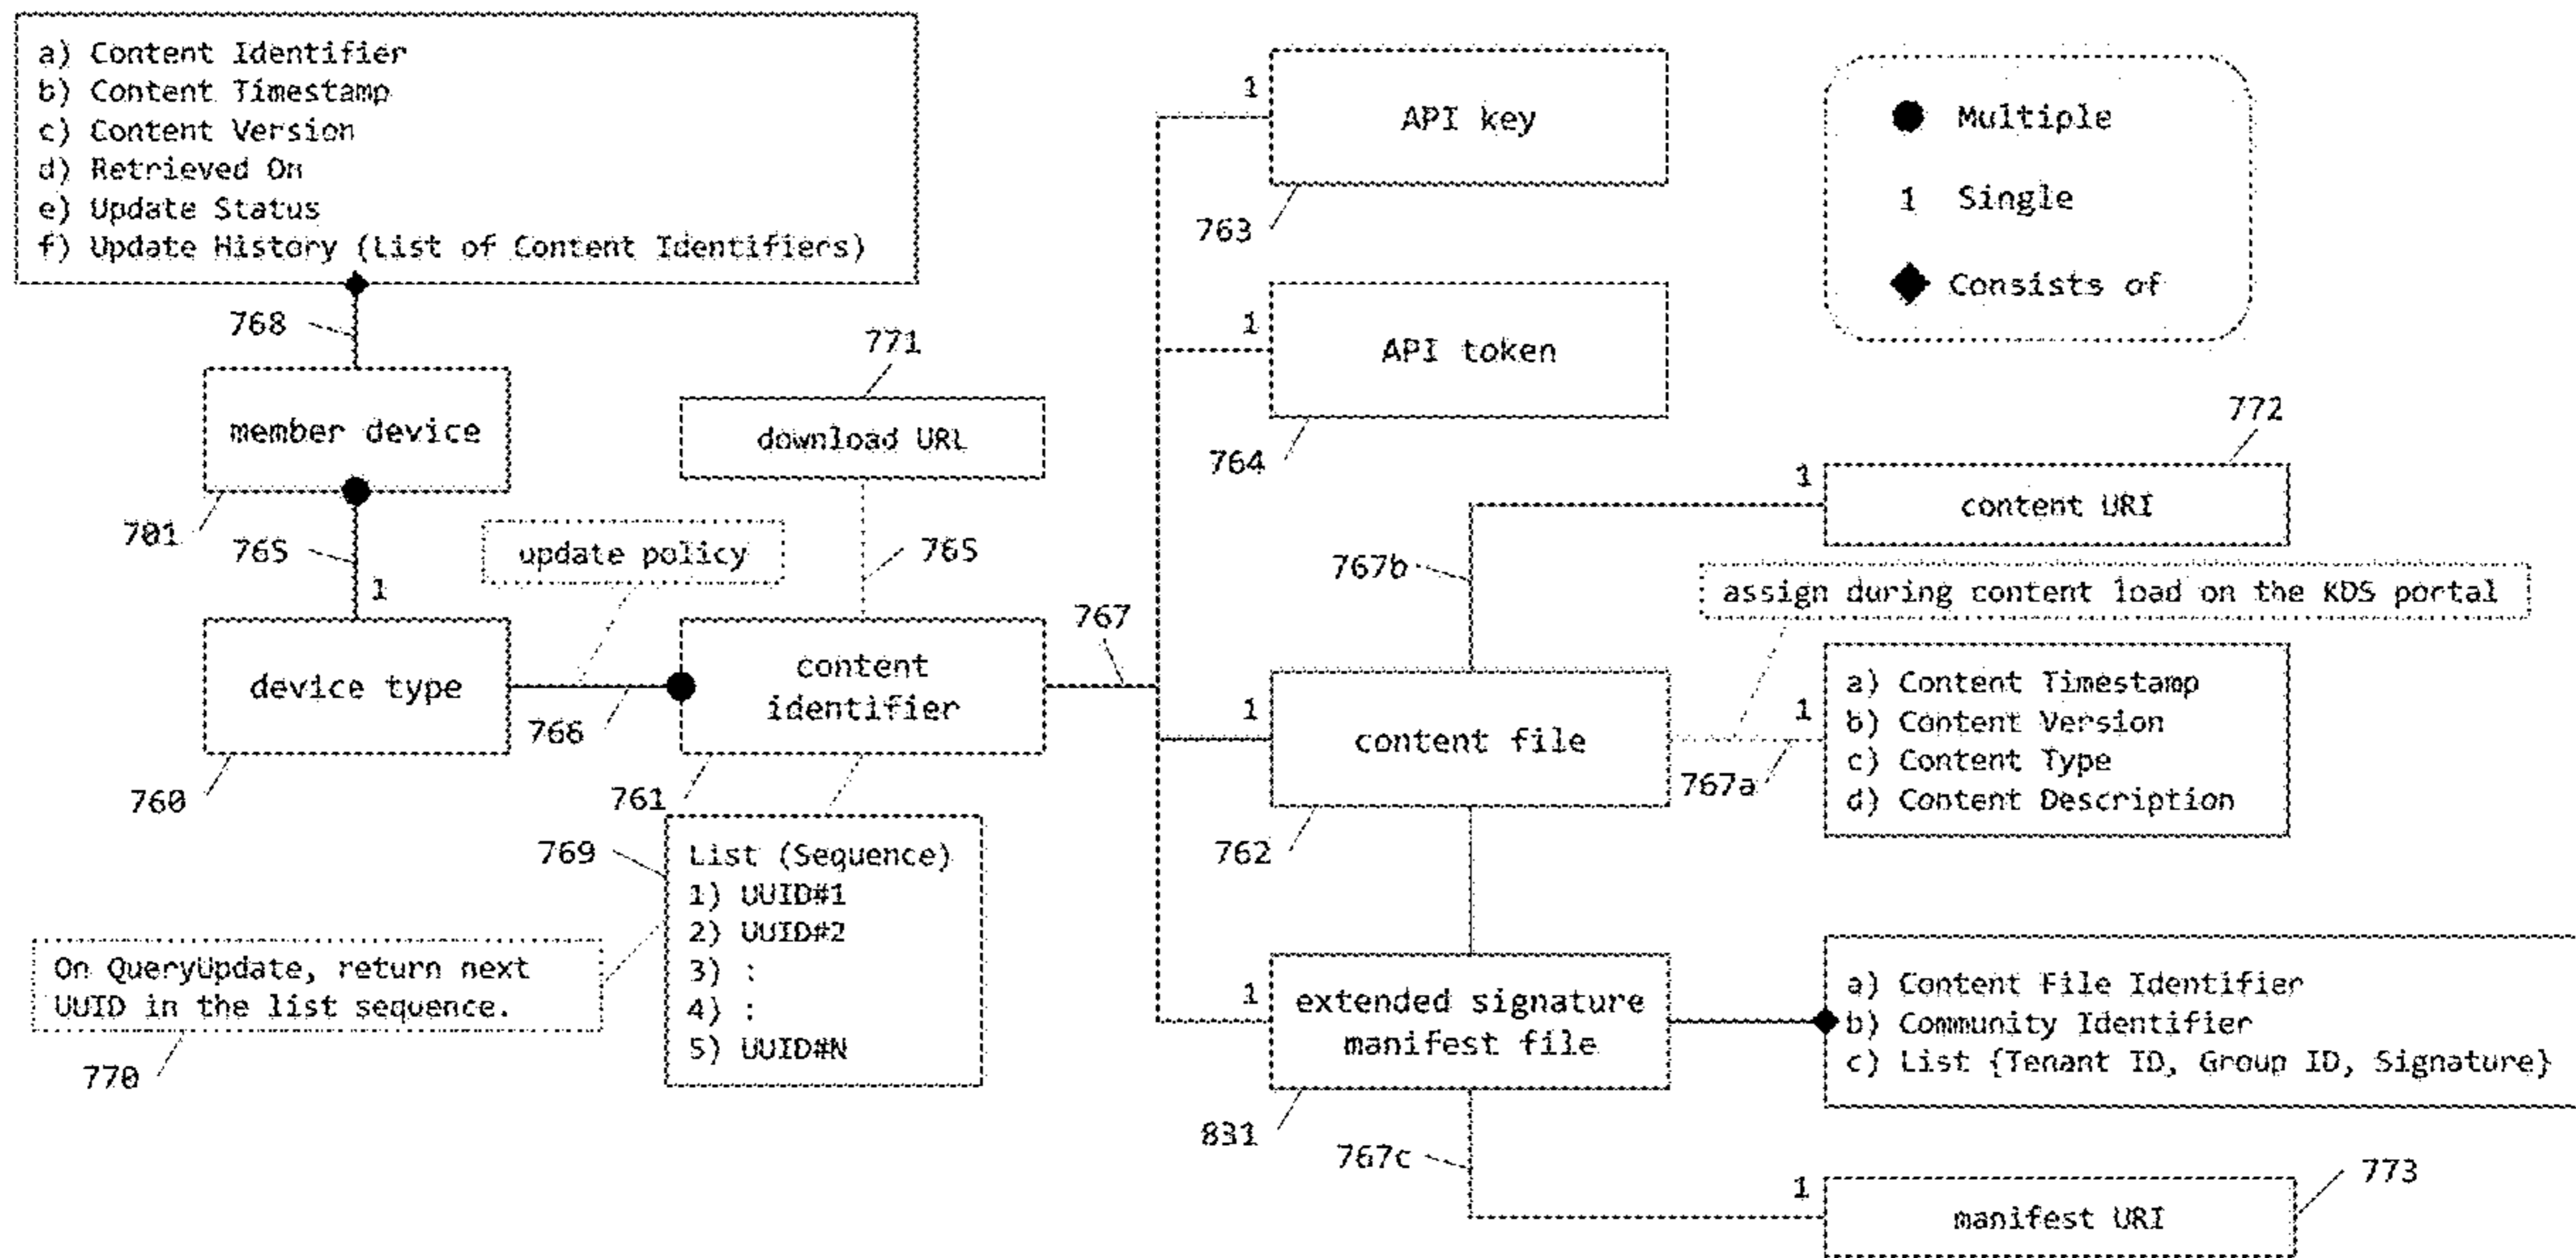 a) Content Identifier
b) Content Timestamp
c) Content Version
d) Retrieved On
e) Update Status
f) Update History (List of Content Identifiers)
768
member device
701
765
1
device type
760
update policy
766
771
download URL
765
content
identifier
761
767
769
List (Sequence)
1) UUID#1
2) UUID#2
3) :
4) :
5) UUID#N
On QueryUpdate, return next
UUID in the list sequence.
770
1
API key
763
1
API token
764
1
content file
762
1
extended signature
manifest file
831
Multiple
1 Single
Consists of
772
1
content URI
767b
assign during content load on the KDS portal
1
767a
a) Content Timestamp
b) Content Version
c) Content Type
d) Content Description
a) Content File Identifier
b) Community Identifier
c) List {Tenant ID, Group ID, Signature}
767c
1
manifest URI
773